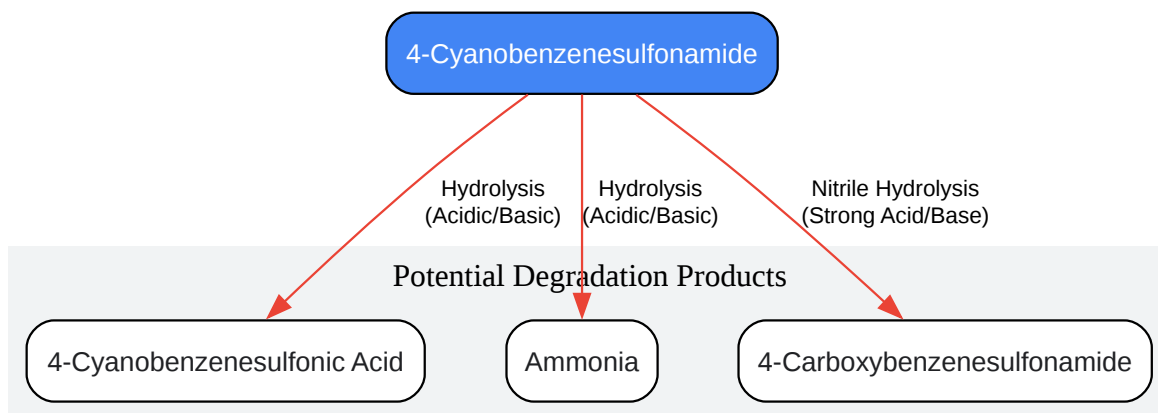 4-Cyanobenzenesulfonamide
Hydrolysis
(Acidic/Basic)
Hydrolysis
(Acidic/Basic)
Nitrile Hydrolysis
(Strong Acid/Base)
Potential Degradation Products
4-Cyanobenzenesulfonic Acid
Ammonia
4-Carboxybenzenesulfonamide